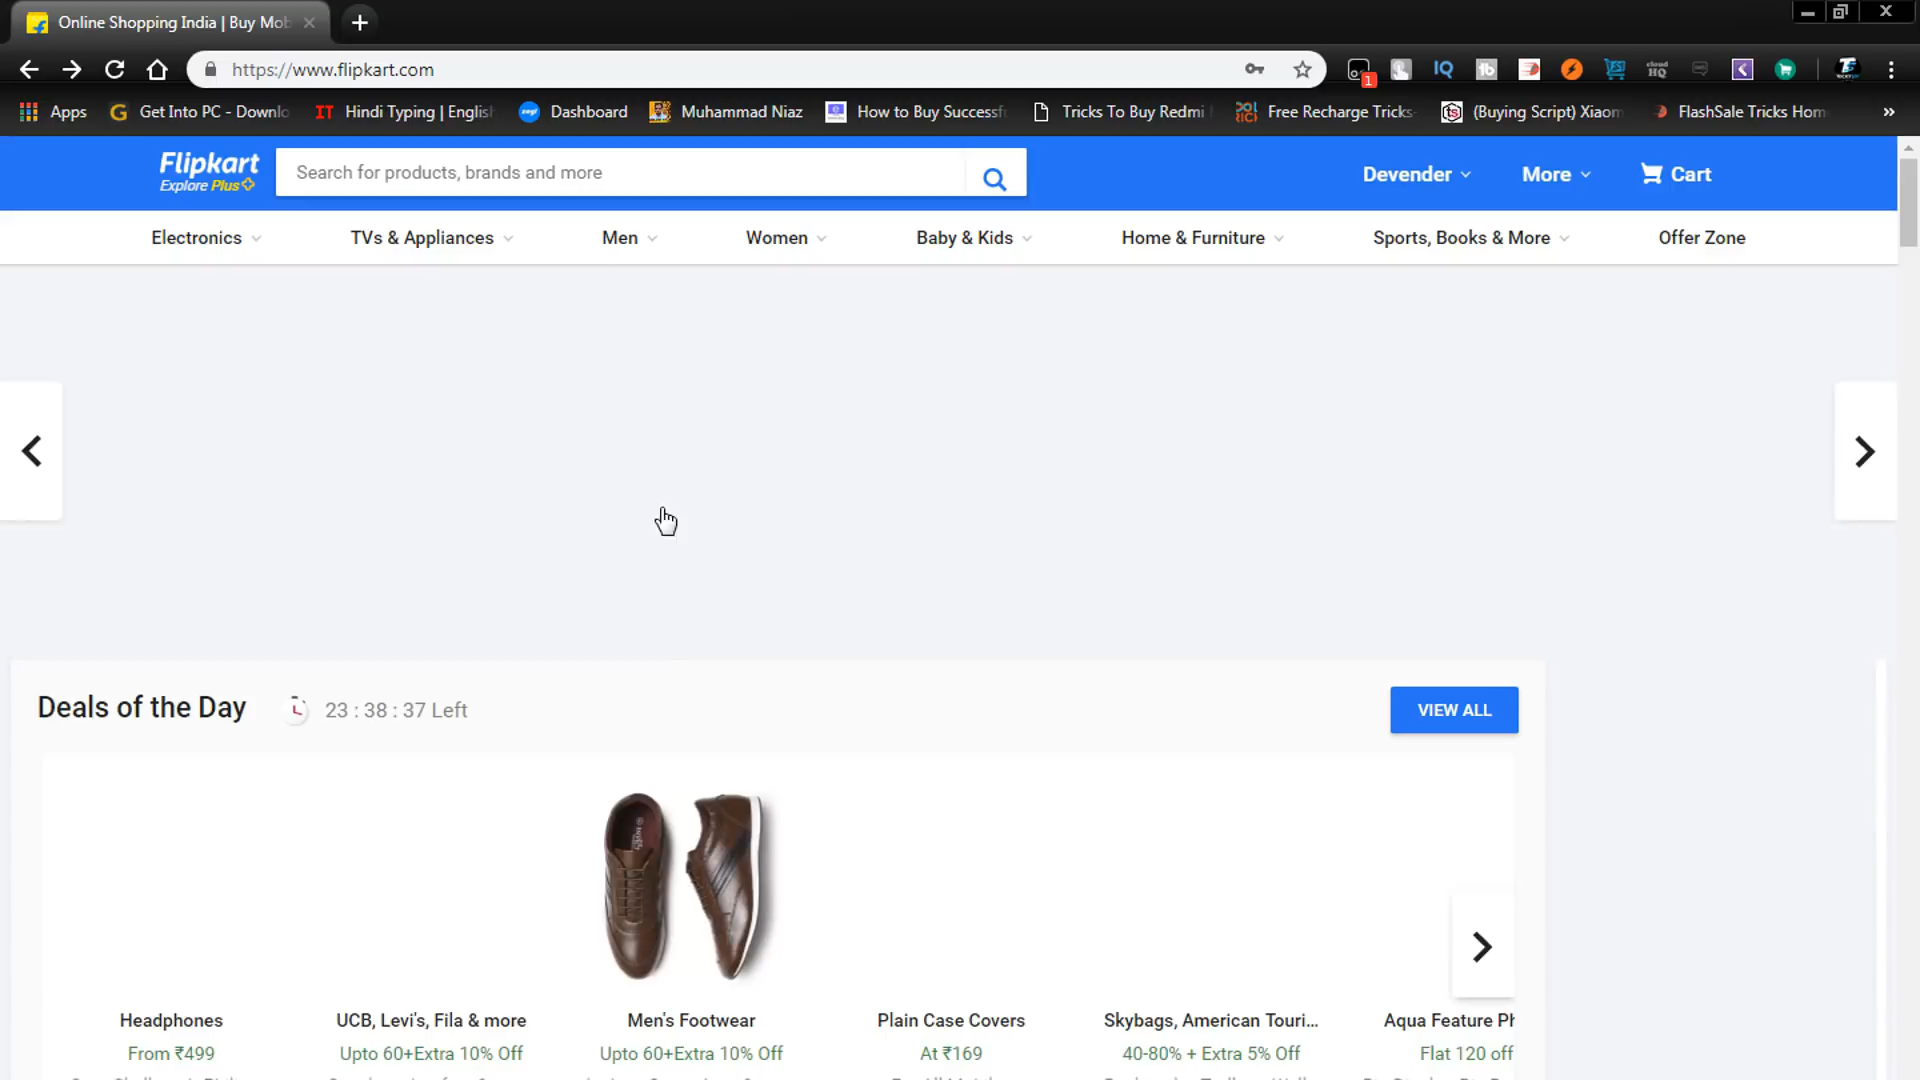 Online Shopping India | Buy Mob
https://www.flipkart.com
IQ
1
Apps
Get Into PC - Downlo
IT Hindi Typing | English
Dashboard
Muhammad Niaz
How to Buy Successfu
Tricks To Buy Redmi
Free Recharge Tricks-
(Buying Script) Xiaom
FlashSale Tricks Hom
Flipkart
Explore Plus
Search for products, brands and more
Devender
More
Cart
Electronics
TVs & Appliances
Men
Women
Baby & Kids
Home & Furniture
Sports, Books & More
Offer Zone
Deals of the Day
23 : 38 : 37 Left
VIEW ALL
Headphones
From ₹499
UCB, Levi's, Fila & more
Upto 60+Extra 10% Off
Men's Footwear
Upto 60+Extra 10% Off
Plain Case Covers
At ₹169
Skybags, American Touri...
40-80% + Extra 5% Off
Aqua Feature Ph
Flat 120 off